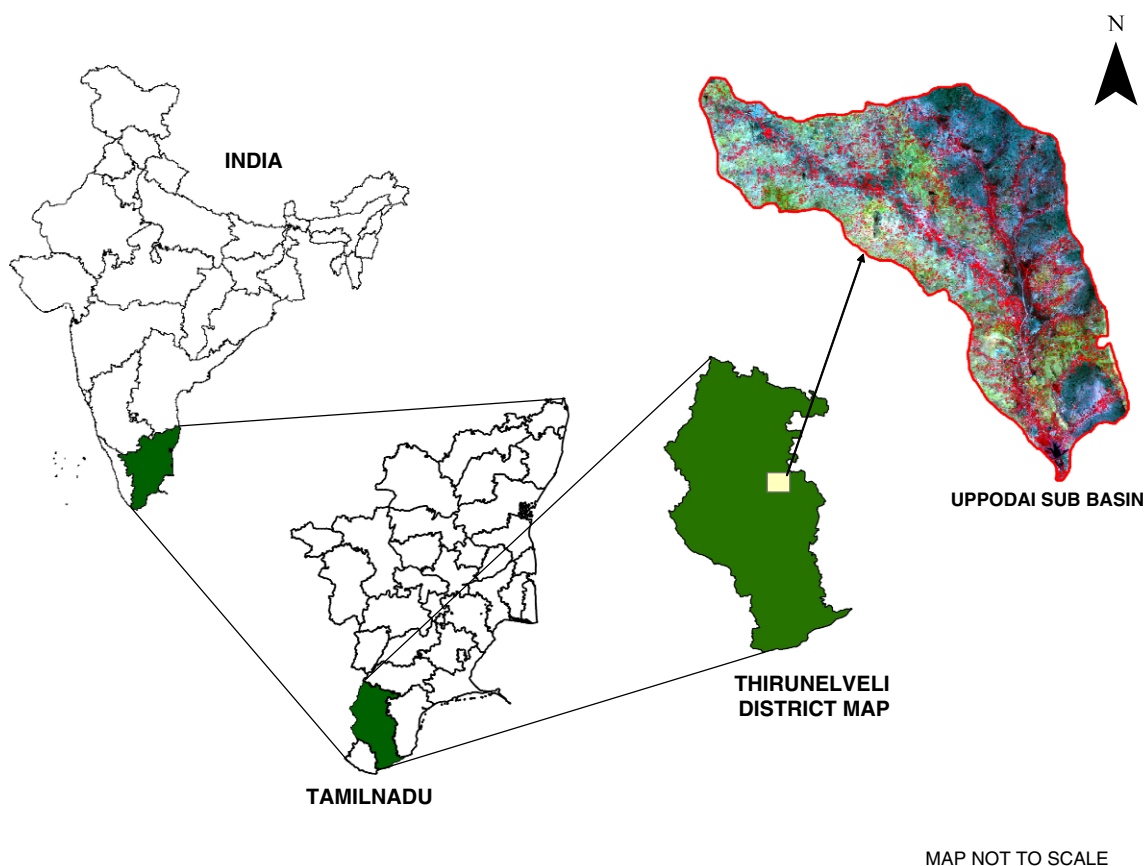 N
INDIA
UPPODAI SUB BASIN
THIRUNELVELI
DISTRICT MAP
TAMILNADU
MAP NOT TO SCALE